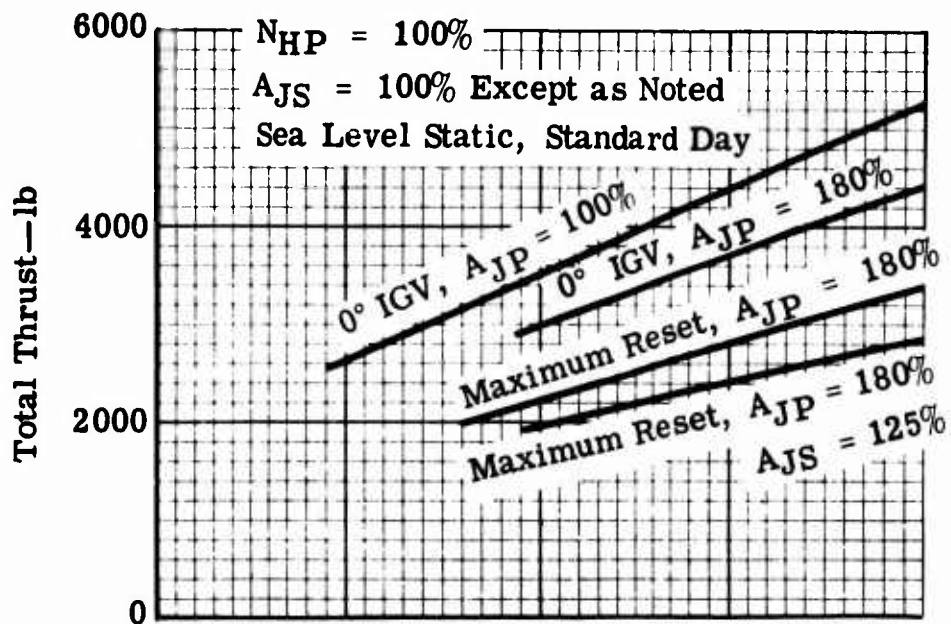 6000
N_HP = 100%
A_JS = 100% Except as Noted
Sea Level Static, Standard Day
4000
Total Thrust—lb
0° IGV, A_JP = 100%
0° IGV, A_JP = 180%
Maximum Reset, A_JP = 180%
2000
Maximum Reset, A_JP = 180%
A_JS = 125%
0